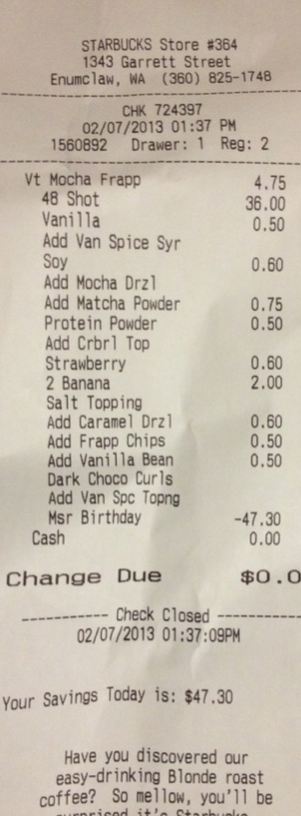 STARBUCKS Store #364
1343 Garrett Street
Enumclaw, WA (360) 825-1748
CHK 724397
02/07/2013 01:37 PM
1560892 Drawer: 1 Reg: 2
Vt Mocha Frapp 4.75
48 Shot 36.00
Vanilla 0.50
Add Van Spice Syr
Soy 0.60
Add Mocha Drzl
Add Matcha Powder 0.75
Protein Powder 0.50
Add Crbrl Top
Strawberry 0.60
2 Banana 2.00
Salt Topping
Add Caramel Drzl 0.60
Add Frapp Chips 0.50
Add Vanilla Bean 0.50
Dark Choco Curls
Add Van Spc Topng
Msr Birthday -47.30
Cash 0.00
Change Due $0.0
----------- Check Closed -----------
02/07/2013 01:37:09PM
Your Savings Today is: $47.30
Have you discovered our
easy-drinking Blonde roast
coffee? So mellow, you'll be
surprised it's Starbucks